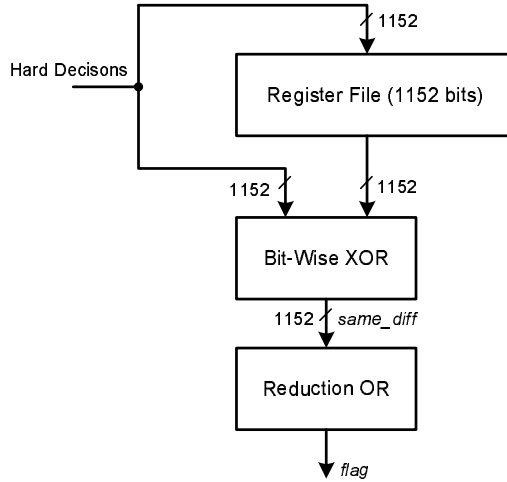 1152
Hard Decisons
Register File (1152 bits)
1152
1152
Bit-Wise XOR
1152
same_diff
Reduction OR
flag